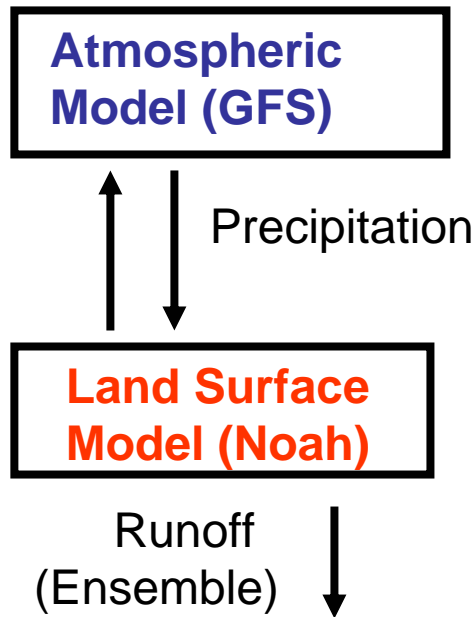 Atmospheric
Model (GFS)
Precipitation
Land Surface
Model (Noah)
Runoff
(Ensemble)